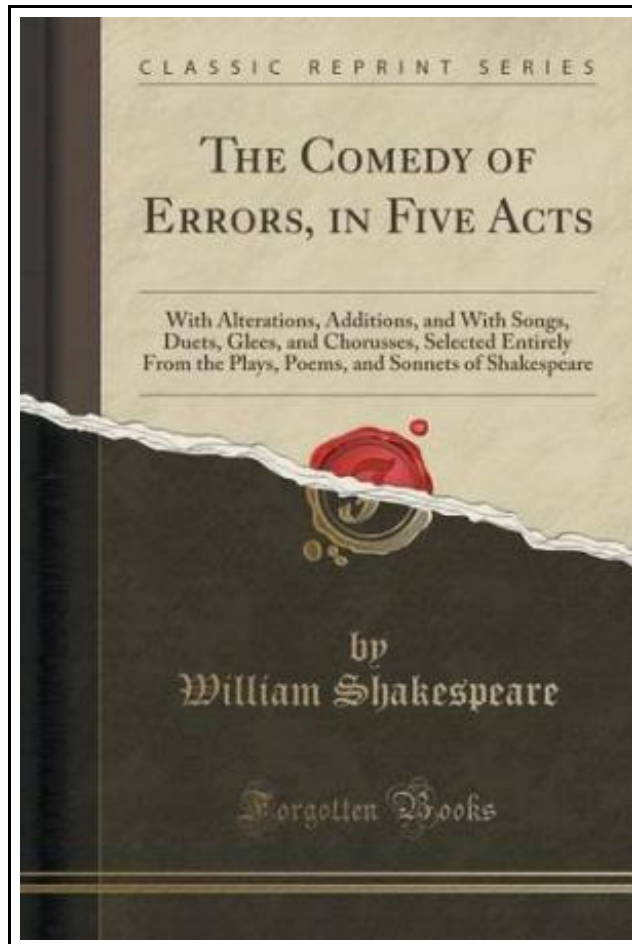 CLASSIC REPRINT SERIES
THE COMEDY OF
ERRORS, IN FIVE ACTS
With Alterations, Additions, and With Songs,
Duets, Glees, and Chorusses, Selected Entirely
From the Plays, Poems, and Sonnets of Shakespeare
by
William Shakespeare
Forgotten Books